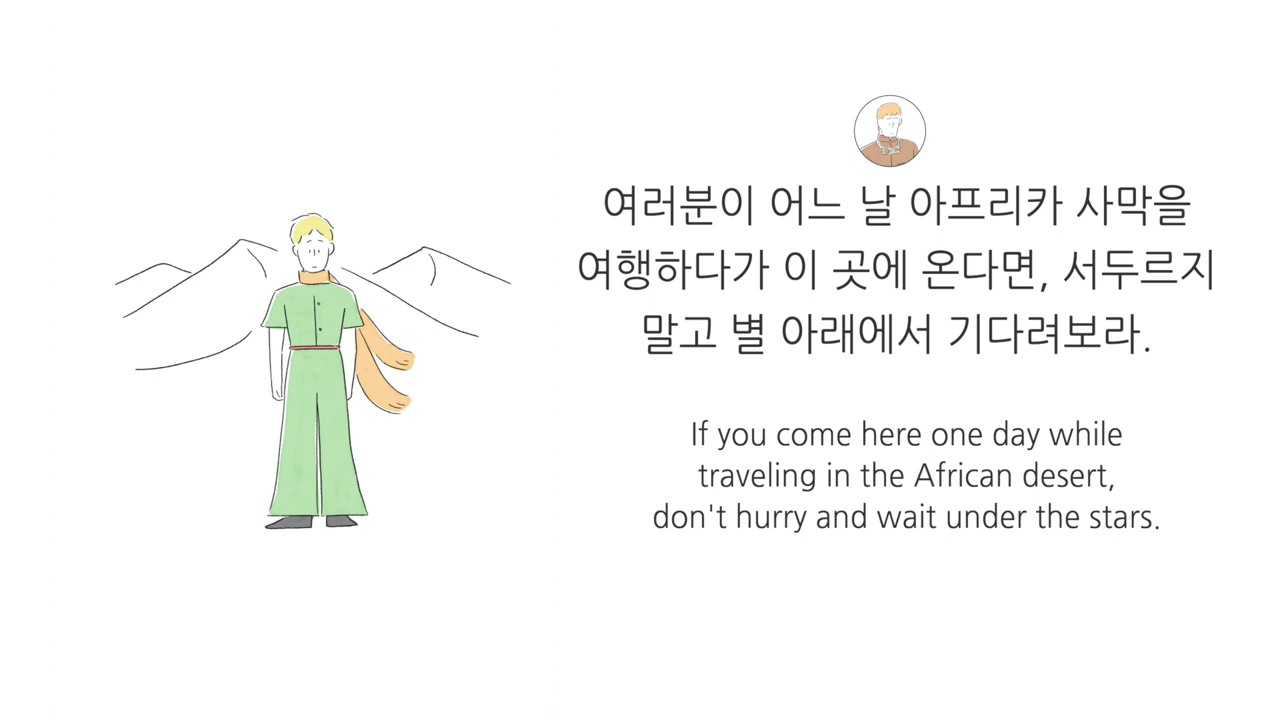 여러분이 어느 날 아프리카 사막을
여행하다가 이 곳에 온다면, 서두르지
말고 별 아래에서 기다려보라.
If you come here one day while
traveling in the African desert,
don't hurry and wait under the stars.